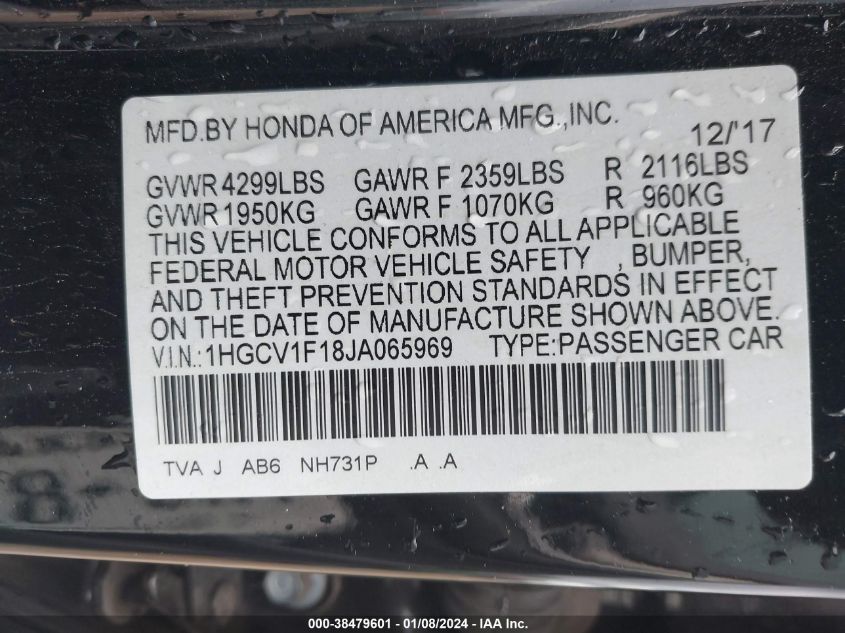 MFD.BY HONDA OF AMERICA MFG.,INC. 12/'17
GVWR 4299LBS GAWR F 2359LBS R 2116LBS
GVWR 1950KG GAWR F 1070KG R 960KG
THIS VEHICLE CONFORMS TO ALL APPLICABLE
FEDERAL MOTOR VEHICLE SAFETY , BUMPER,
AND THEFT PREVENTION STANDARDS IN EFFECT
ON THE DATE OF MANUFACTURE SHOWN ABOVE.
V.I.N.:1HGCV1F18JA065969 TYPE:PASSENGER CAR
TVA J AB6 NH731P .A .A
000-38479601 - 01/08/2024 - IAA Inc.